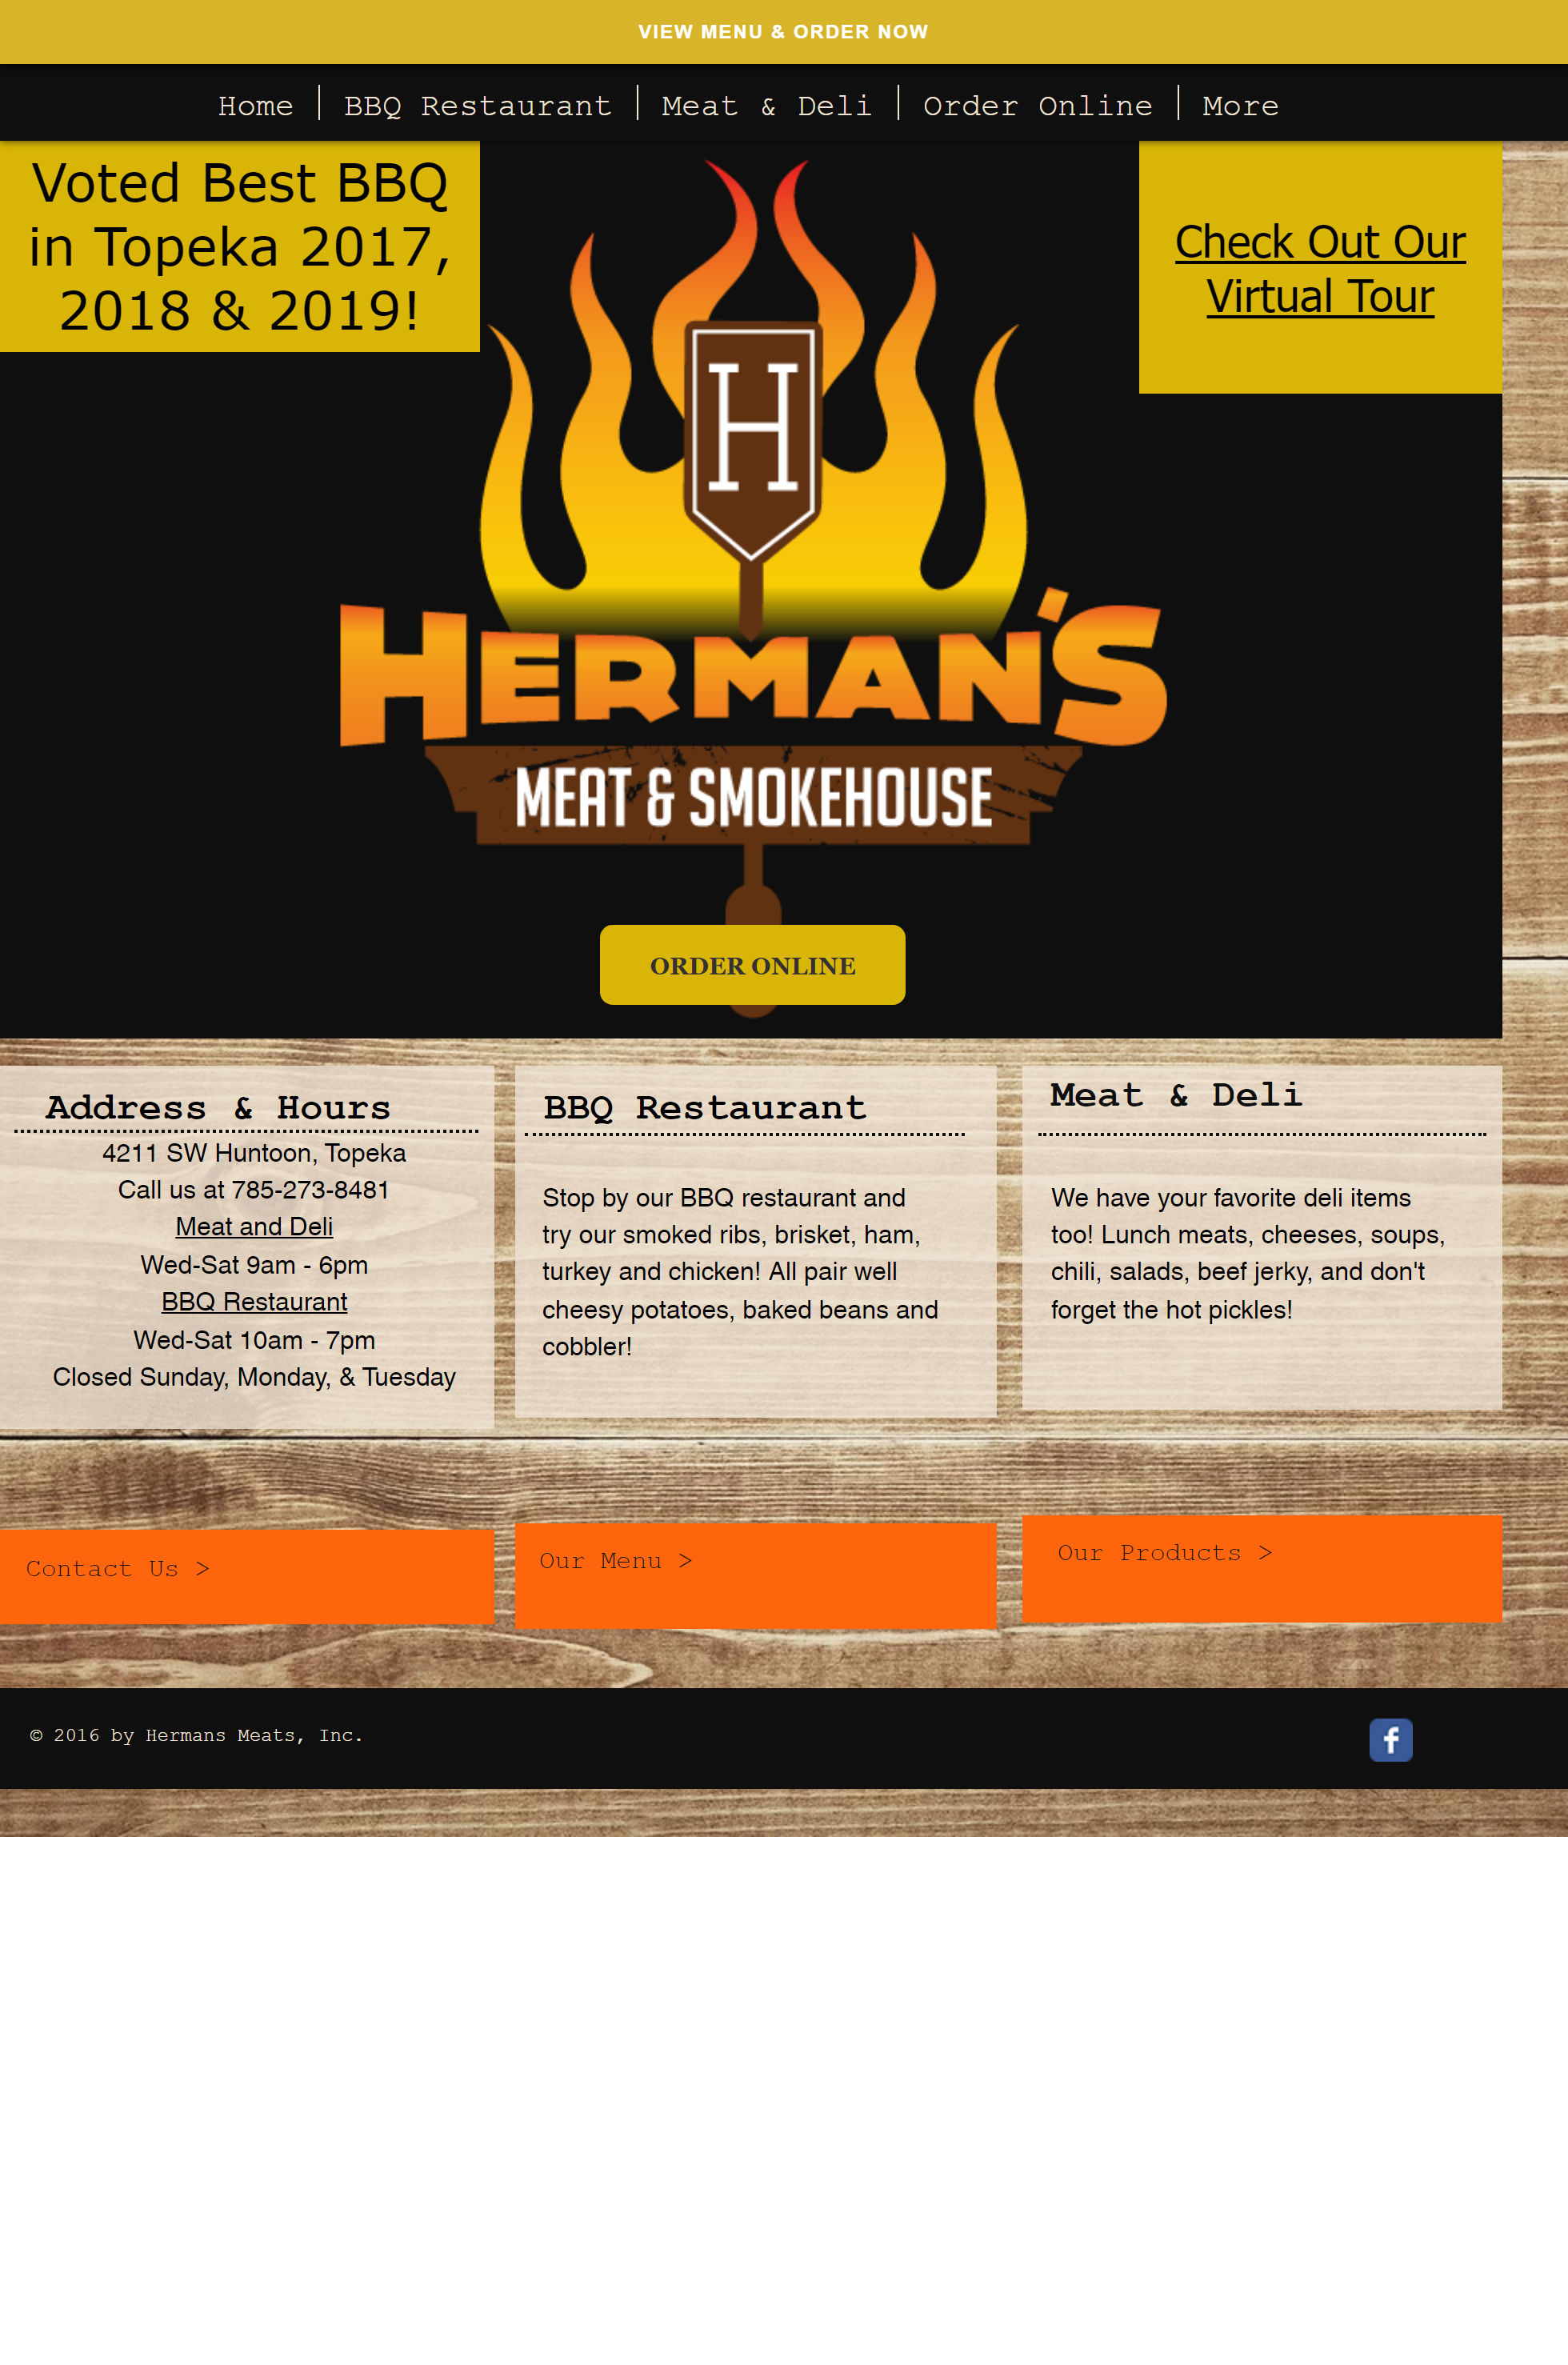 VIEW MENU & ORDER NOW
Home
BBQ Restaurant
Meat & Deli
Order Online
More
Voted Best BBQ
in Topeka 2017,
2018 & 2019!
Check Out Our
Virtual Tour
H
HERMAN'S
MEAT & SMOKEHOUSE
ORDER ONLINE
Address & Hours
4211 SW Huntoon, Topeka
Call us at 785-273-8481
Meat and Deli
Wed-Sat 9am - 6pm
BBQ Restaurant
Wed-Sat 10am - 7pm
Closed Sunday, Monday, & Tuesday
BBQ Restaurant
Stop by our BBQ restaurant and
try our smoked ribs, brisket, ham,
turkey and chicken! All pair well
cheesy potatoes, baked beans and
cobbler!
Meat & Deli
We have your favorite deli items
too! Lunch meats, cheeses, soups,
chili, salads, beef jerky, and don't
forget the hot pickles!
Contact Us >
Our Menu >
Our Products >
© 2016 by Hermans Meats, Inc.
f